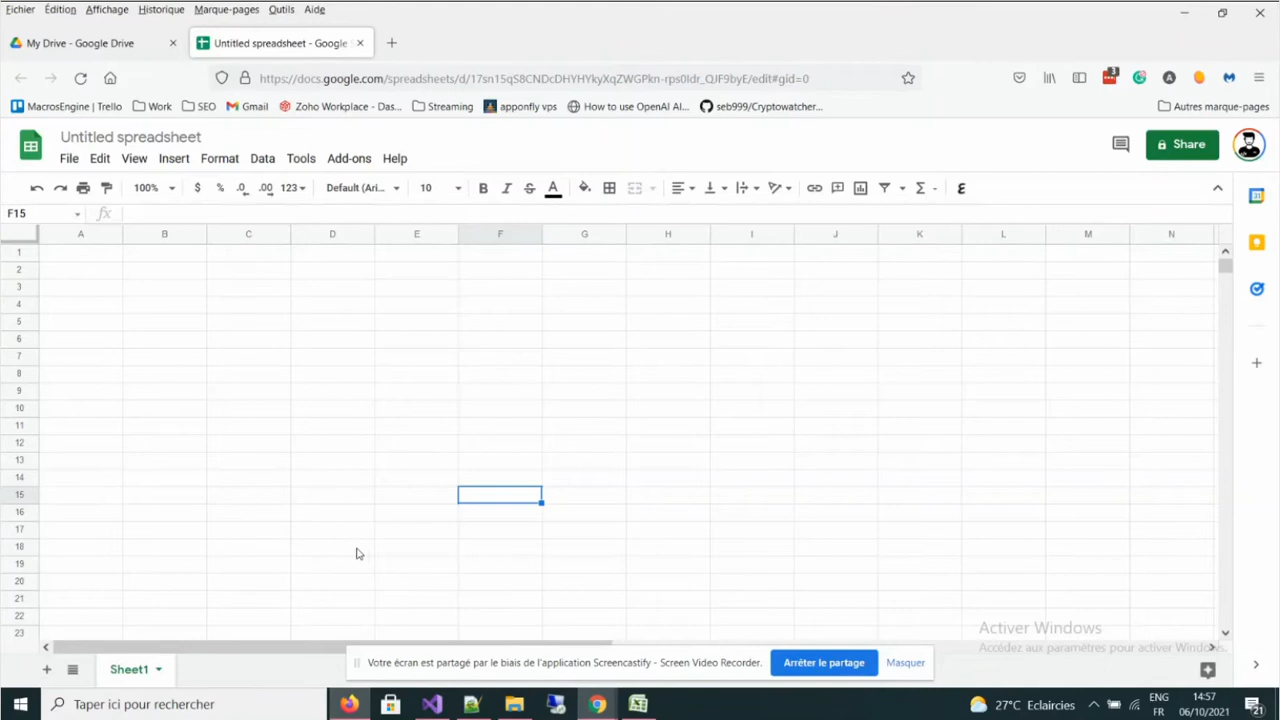 Fichier Édition Affichage Historique Marque-pages Outils Aide
My Drive - Google Drive Untitled spreadsheet - Google
https://docs.google.com/spreadsheets/d/17sn15qS8CNDcDHYHYkyXqZWGPkn-rps0Idr_QJF9byE/edit#gid=0
3
A
MacrosEngine | Trello Work SEO Gmail Zoho Workplace - Das... Streaming apponfly vps How to use OpenAI AI... seb999/Cryptowatcher... Autres marque-pages
Untitled spreadsheet
File Edit View Insert Format Data Tools Add-ons Help
Share
100% $ % .0 .00 123 Default (Ari... 10 B I S A Σ ε
31
F15 fx
A B C D E F G H I J K L M N
1
2
3
4
5
6
7
8
9
10
11
12
13
14
15
16
17
18
19
20
21
22
23
Activer Windows
Accédez aux paramètres pour activer Windows.
Sheet1
Votre écran est partagé par le biais de l'application Screencastify - Screen Video Recorder. Arrêter le partage Masquer
Taper ici pour rechercher
27°C Eclaircies
ENG
FR
14:57
06/10/2021
21